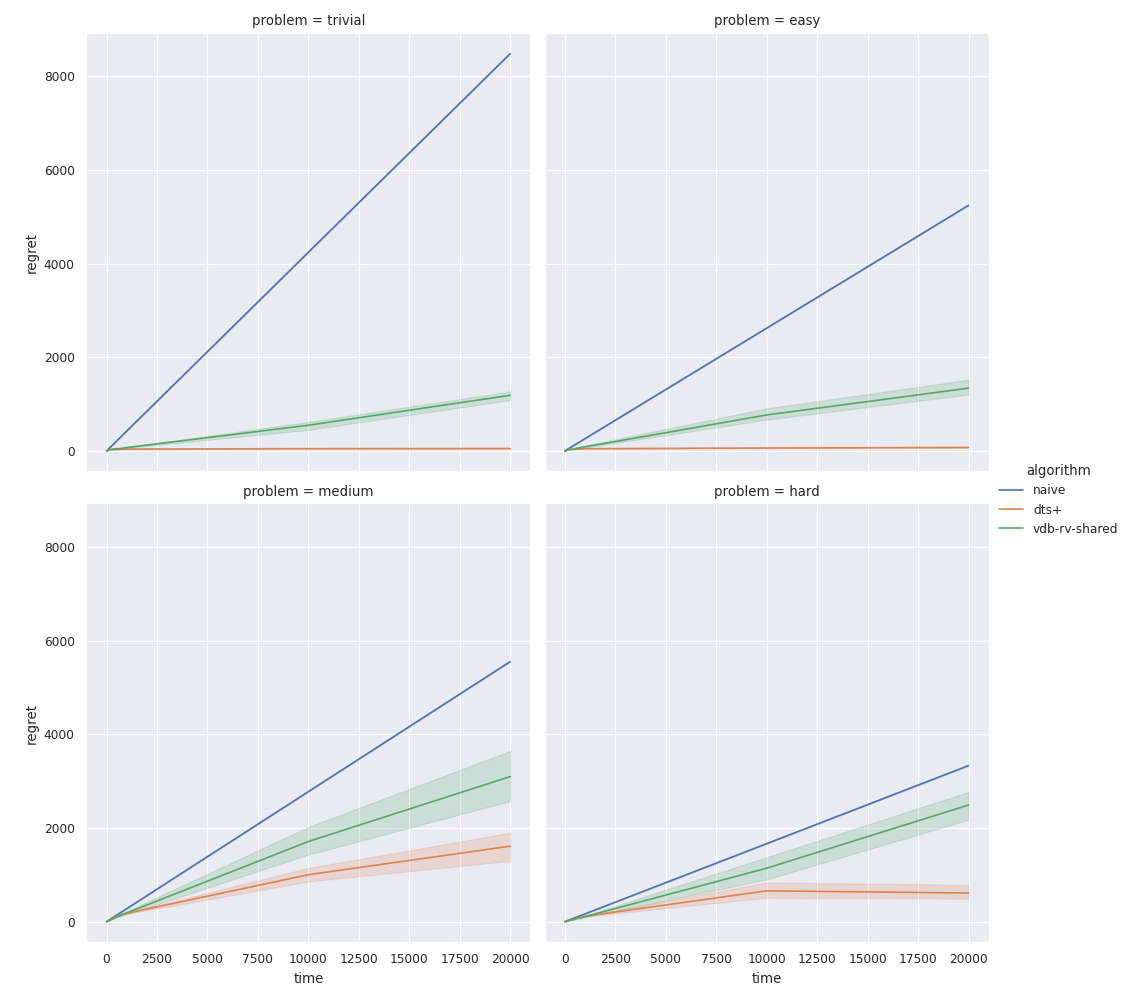 problem = trivial
problem = easy
8000
6000
4000
2000
0
regret
problem = medium
problem = hard
8000
6000
4000
2000
0
regret
0 2500 5000 7500 10000 12500 15000 17500 20000
0 2500 5000 7500 10000 12500 15000 17500 20000
time
time
algorithm
naive
dts+
vdb-rv-shared